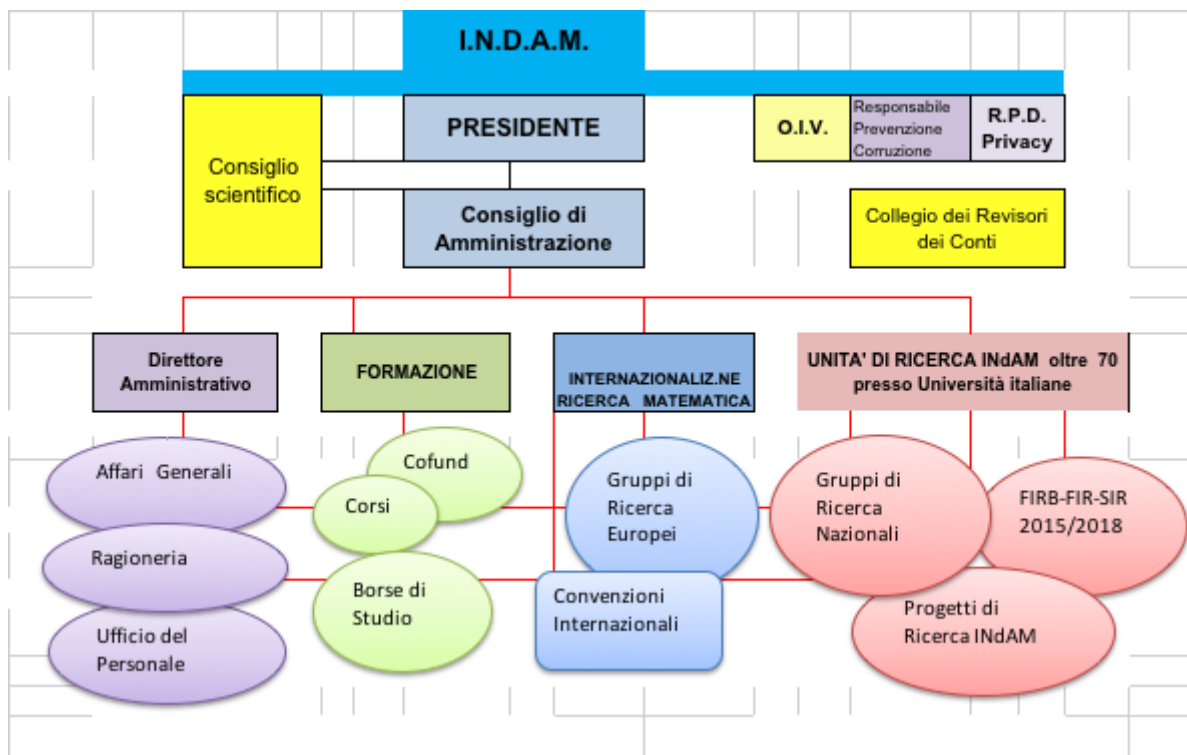 I.N.D.A.M.
Consiglio
scientifico
PRESIDENTE
O.I.V.
Responsabile
Prevenzione
Corruzione
R.P.D.
Privacy
Consiglio di
Amministrazione
Collegio dei Revisori
dei Conti
Direttore
Amministrativo
FORMAZIONE
INTERNAZIONALIZ.NE
RICERCA MATEMATICA
UNITA' DI RICERCA INdAM oltre 70
presso Università italiane
Affari Generali
Ragioneria
Ufficio del
Personale
Cofund
Corsi
Borse di
Studio
Gruppi di
Ricerca
Europei
Convenzioni
Internazionali
Gruppi di
Ricerca
Nazionali
FIRB-FIR-SIR
2015/2018
Progetti di
Ricerca INdAM